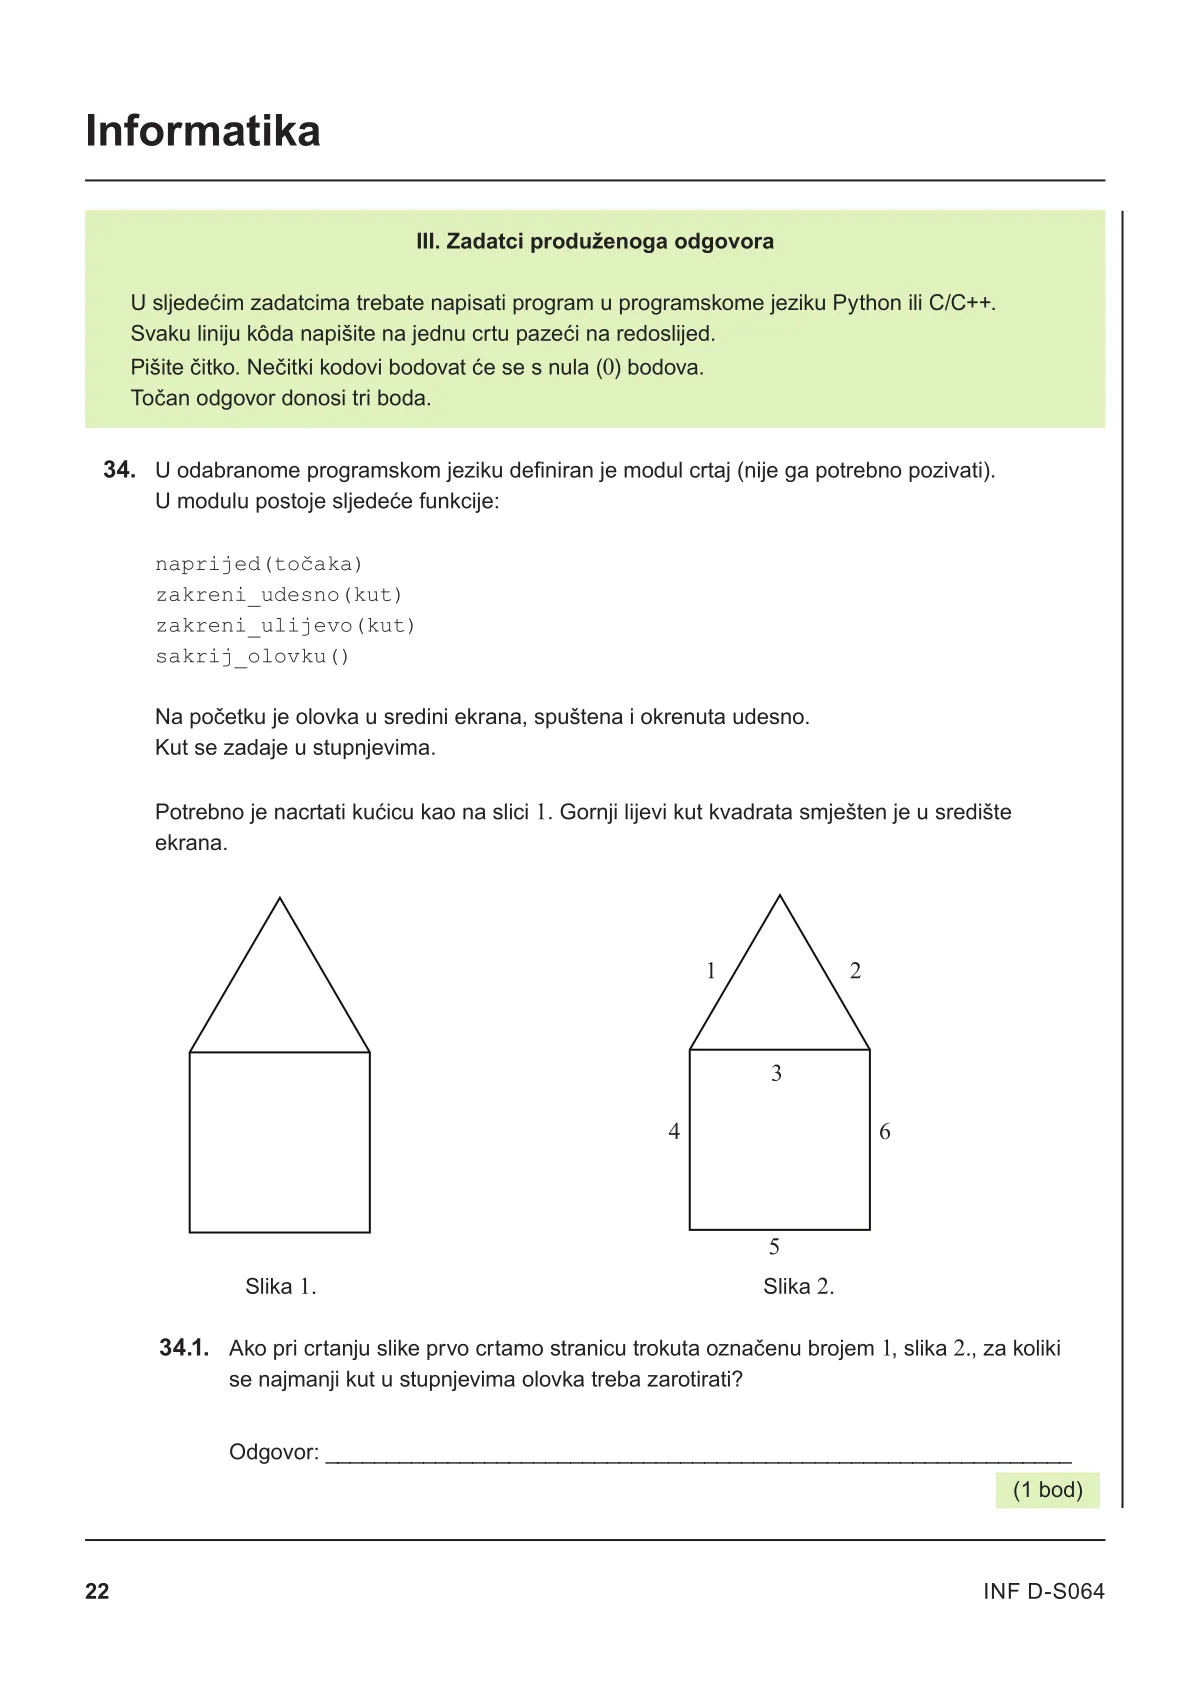 Informatika
III. Zadatci produženoga odgovora
U sljedećim zadatcima trebate napisati program u programskome jeziku Python ili C/C++.
Svaku liniju kôda napišite na jednu crtu pazeći na redoslijed.
Pišite čitko. Nečitki kodovi bodovat će se s nula (0) bodova.
Točan odgovor donosi tri boda.
34. U odabranome programskom jeziku definiran je modul crtaj (nije ga potrebno pozivati).
U modulu postoje sljedeće funkcije:
naprijed(točaka)
zakreni_udesno(kut)
zakreni_ulijevo(kut)
sakrij_olovku()
Na početku je olovka u sredini ekrana, spuštena i okrenuta udesno.
Kut se zadaje u stupnjevima.
Potrebno je nacrtati kućicu kao na slici 1. Gornji lijevi kut kvadrata smješten je u središte
ekrana.
1 2
3
4 6
5
Slika 1. Slika 2.
34.1. Ako pri crtanju slike prvo crtamo stranicu trokuta označenu brojem 1, slika 2., za koliki
se najmanji kut u stupnjevima olovka treba zarotirati?
Odgovor: ______________________________________________
(1 bod)
22 INF D-S064